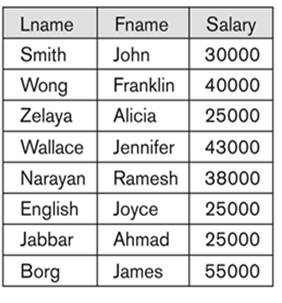 Lname Fname Salary
Smith John 30000
Wong Franklin 40000
Zelaya Alicia 25000
Wallace Jennifer 43000
Narayan Ramesh 38000
English Joyce 25000
Jabbar Ahmad 25000
Borg James 55000